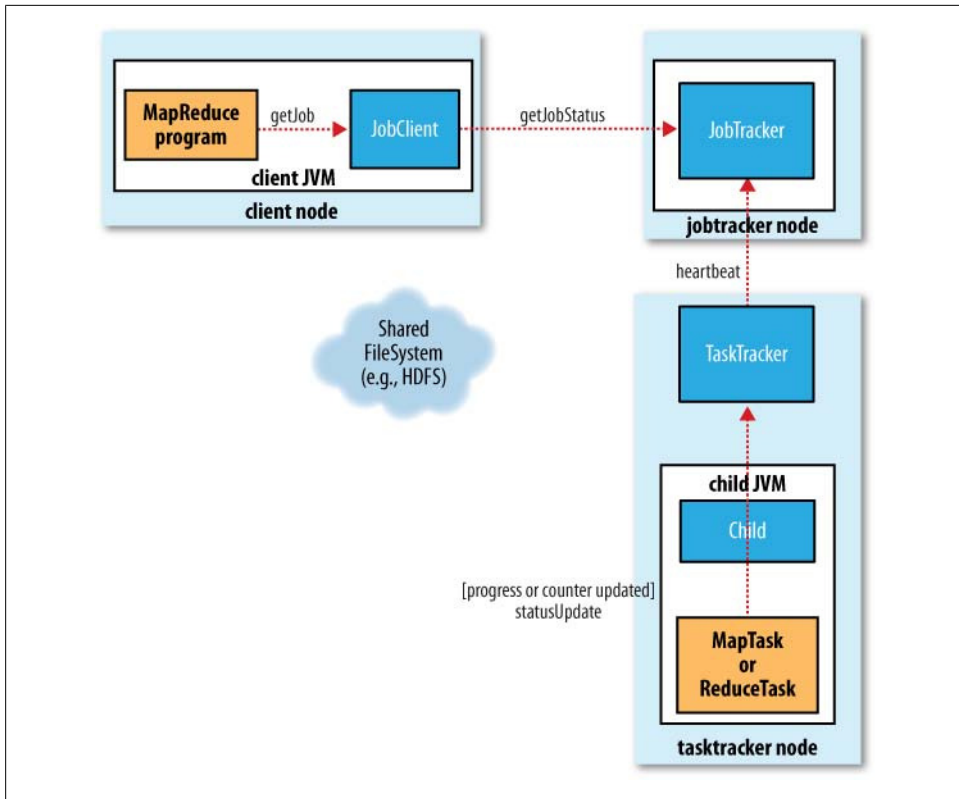 MapReduce
program
getJob
JobClient
client JVM
client node
getJobStatus
JobTracker
jobtracker node
heartbeat
Shared
FileSystem
(e.g., HDFS)
TaskTracker
child JVM
Child
[progress or counter updated]
statusUpdate
MapTask
or
ReduceTask
tasktracker node